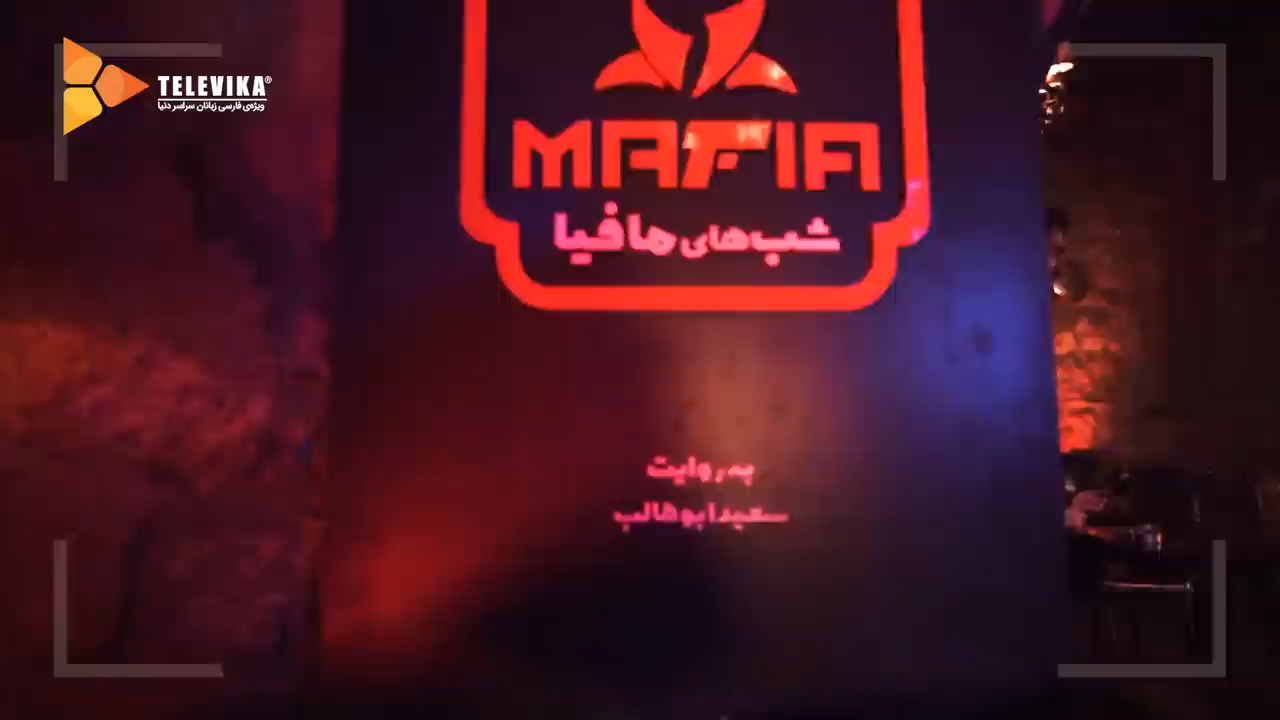 TELEVIKA®
ویژه‌ی فارسی زبانان سراسر دنیا
MAFIA
شب‌های مافیا
به روایت
سعید ابوطالب